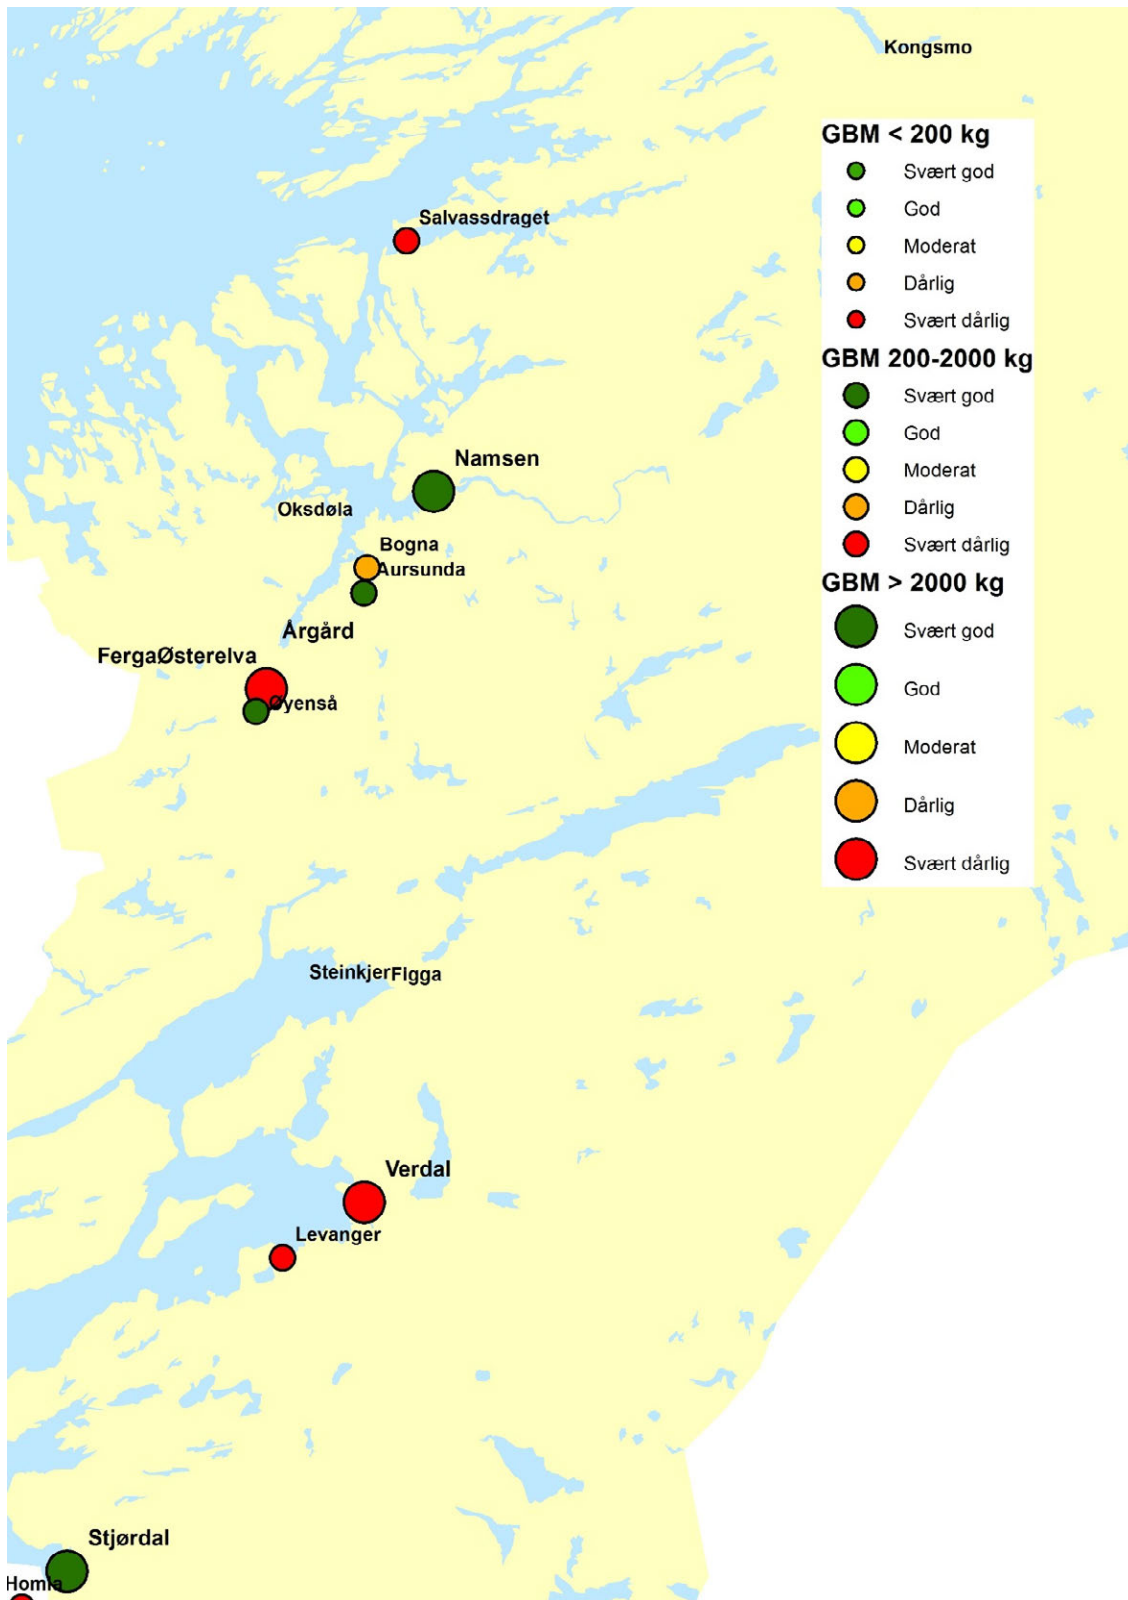 Kongsmo
GBM < 200 kg
Svært god
God
Moderat
Dårlig
Svært dårlig
GBM 200-2000 kg
Svært god
God
Moderat
Dårlig
Svært dårlig
GBM > 2000 kg
Svært god
God
Moderat
Dårlig
Svært dårlig
Salvassdraget
Namsen
Oksdøla
Bogna
Aursunda
Årgård
FergaØsterelva
Øyenså
SteinkjerFigga
Verdal
Levanger
Stjørdal
Homla